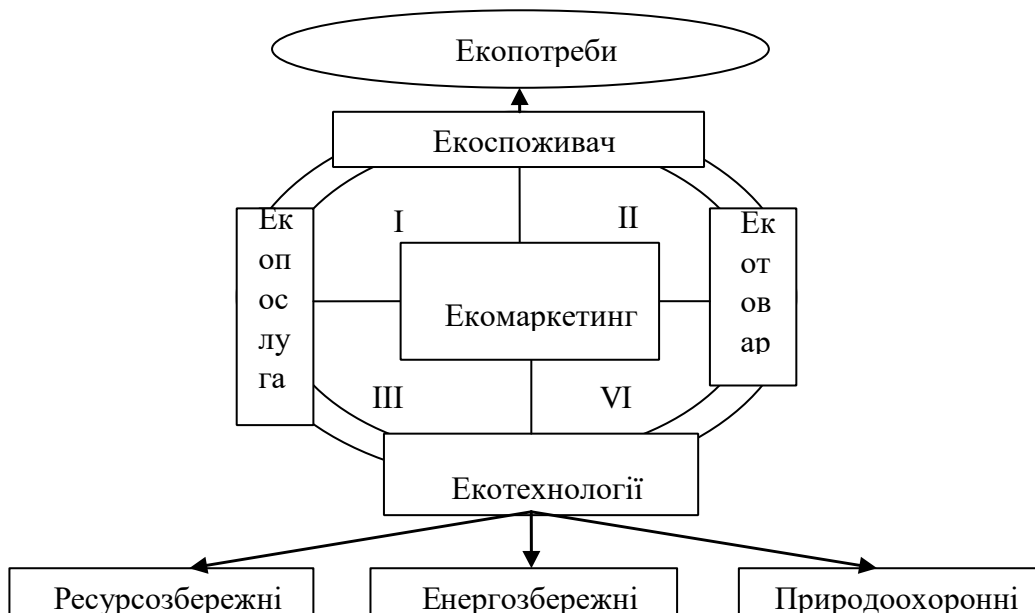 Екопотреби
Екоспоживач
Ек
оп
ос
лу
га
I
II
Ек
от
ов
ар
Екомаркетинг
III
VI
Екотехнології
Ресурсозбережні
Енергозбережні
Природоохоронні